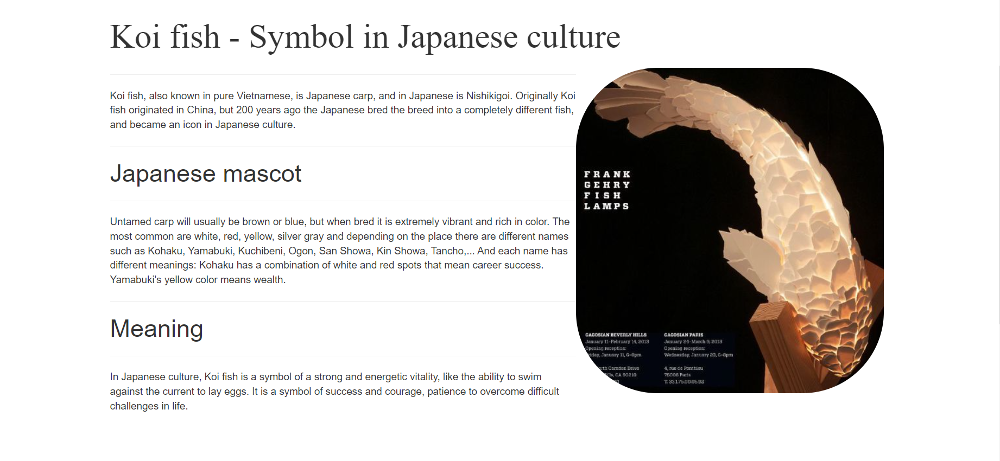 Koi fish - Symbol in Japanese culture
Koi fish, also known in pure Vietnamese, is Japanese carp, and in Japanese is Nishikigoi. Originally Koi
fish originated in China, but 200 years ago the Japanese bred the breed into a completely different fish,
and became an icon in Japanese culture.
Japanese mascot
Untamed carp will usually be brown or blue, but when bred it is extremely vibrant and rich in color. The
most common are white, red, yellow, silver gray and depending on the place there are different names
such as Kohaku, Yamabuki, Kuchibeni, Ogon, San Showa, Kin Showa, Tancho,... And each name has
different meanings: Kohaku has a combination of white and red spots that mean career success.
Yamabuki's yellow color means wealth.
Meaning
In Japanese culture, Koi fish is a symbol of a strong and energetic vitality, like the ability to swim
against the current to lay eggs. It is a symbol of success and courage, patience to overcome difficult
challenges in life.
FRANK
GEHRY
FISH
LAMPS
GAGOSIAN BEVERLY HILLS
January 11-February 14, 2013
Opening reception:
January 11, 6-8pm
Camden Drive
CA 90210
GAGOSIAN PARIS
January 24-March 9, 2013
Opening reception:
Wednesday, January 23, 6-8pm
4, rue de Ponthieu
75008 Paris
T. 33.1.75.00.05.92